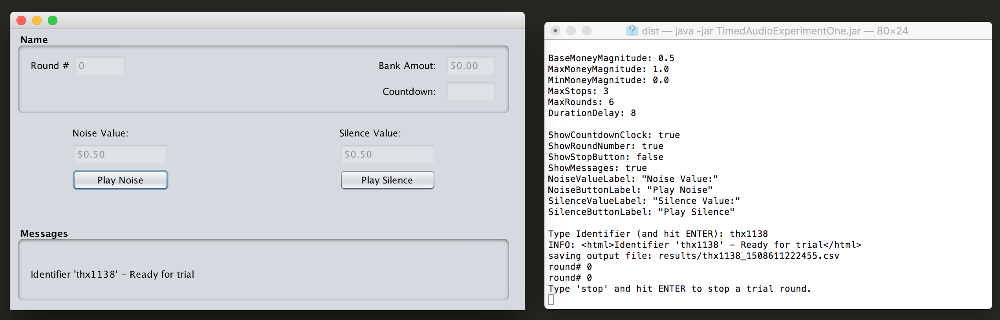 Name
Round # 0
Bank Amout: $0.00
Countdown:
Noise Value:
Silence Value:
$0.50
$0.50
Play Noise
Play Silence
Messages
Identifier 'thx1138' – Ready for trial
dist — java -jar TimedAudioExperimentOne.jar — 80×24
BaseMoneyMagnitude: 0.5
MaxMoneyMagnitude: 1.0
MinMoneyMagnitude: 0.0
MaxStops: 3
MaxRounds: 6
DurationDelay: 8
ShowCountdownClock: true
ShowRoundNumber: true
ShowStopButton: false
ShowMessages: true
NoiseValueLabel: "Noise Value:"
NoiseButtonLabel: "Play Noise"
SilenceValueLabel: "Silence Value:"
SilenceButtonLabel: "Play Silence"
Type Identifier (and hit ENTER): thx1138
INFO: <html>Identifier 'thx1138' – Ready for trial</html>
saving output file: results/thx1138_1508611222455.csv
round# 0
round# 0
Type 'stop' and hit ENTER to stop a trial round.